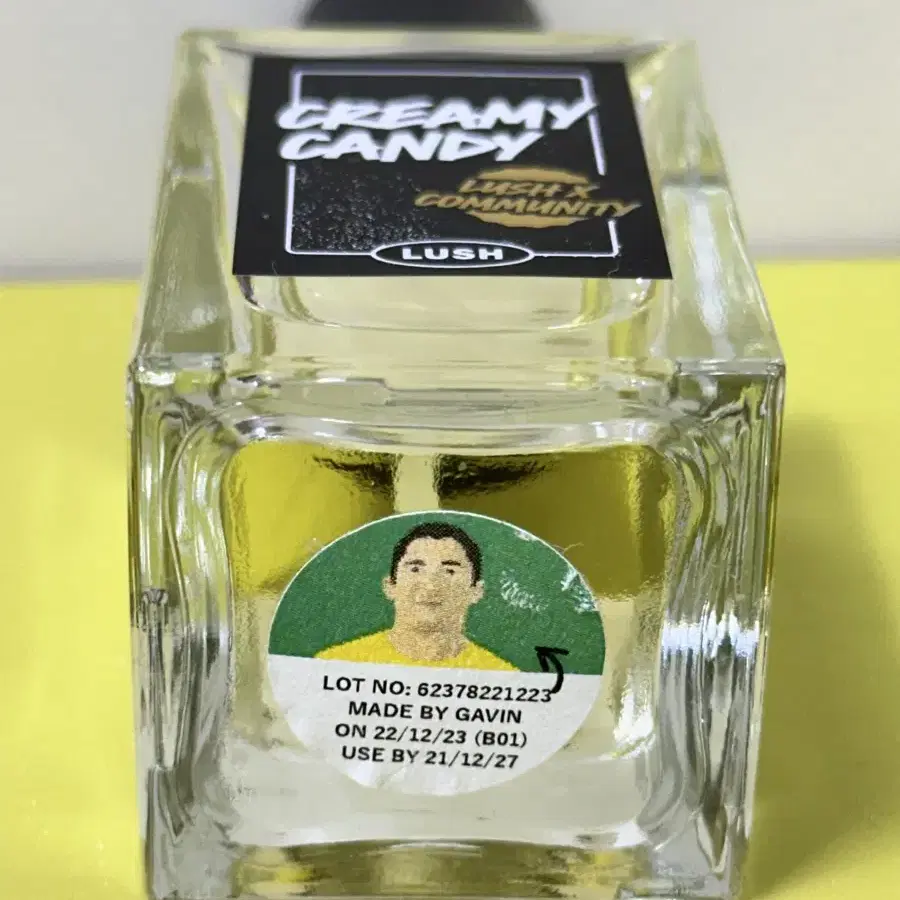 CREAMY
CANDY
LUSH X
COMMUNITY
LUSH
LOT NO: 62378221223
MADE BY GAVIN
ON 22/12/23 (B01)
USE BY 21/12/27